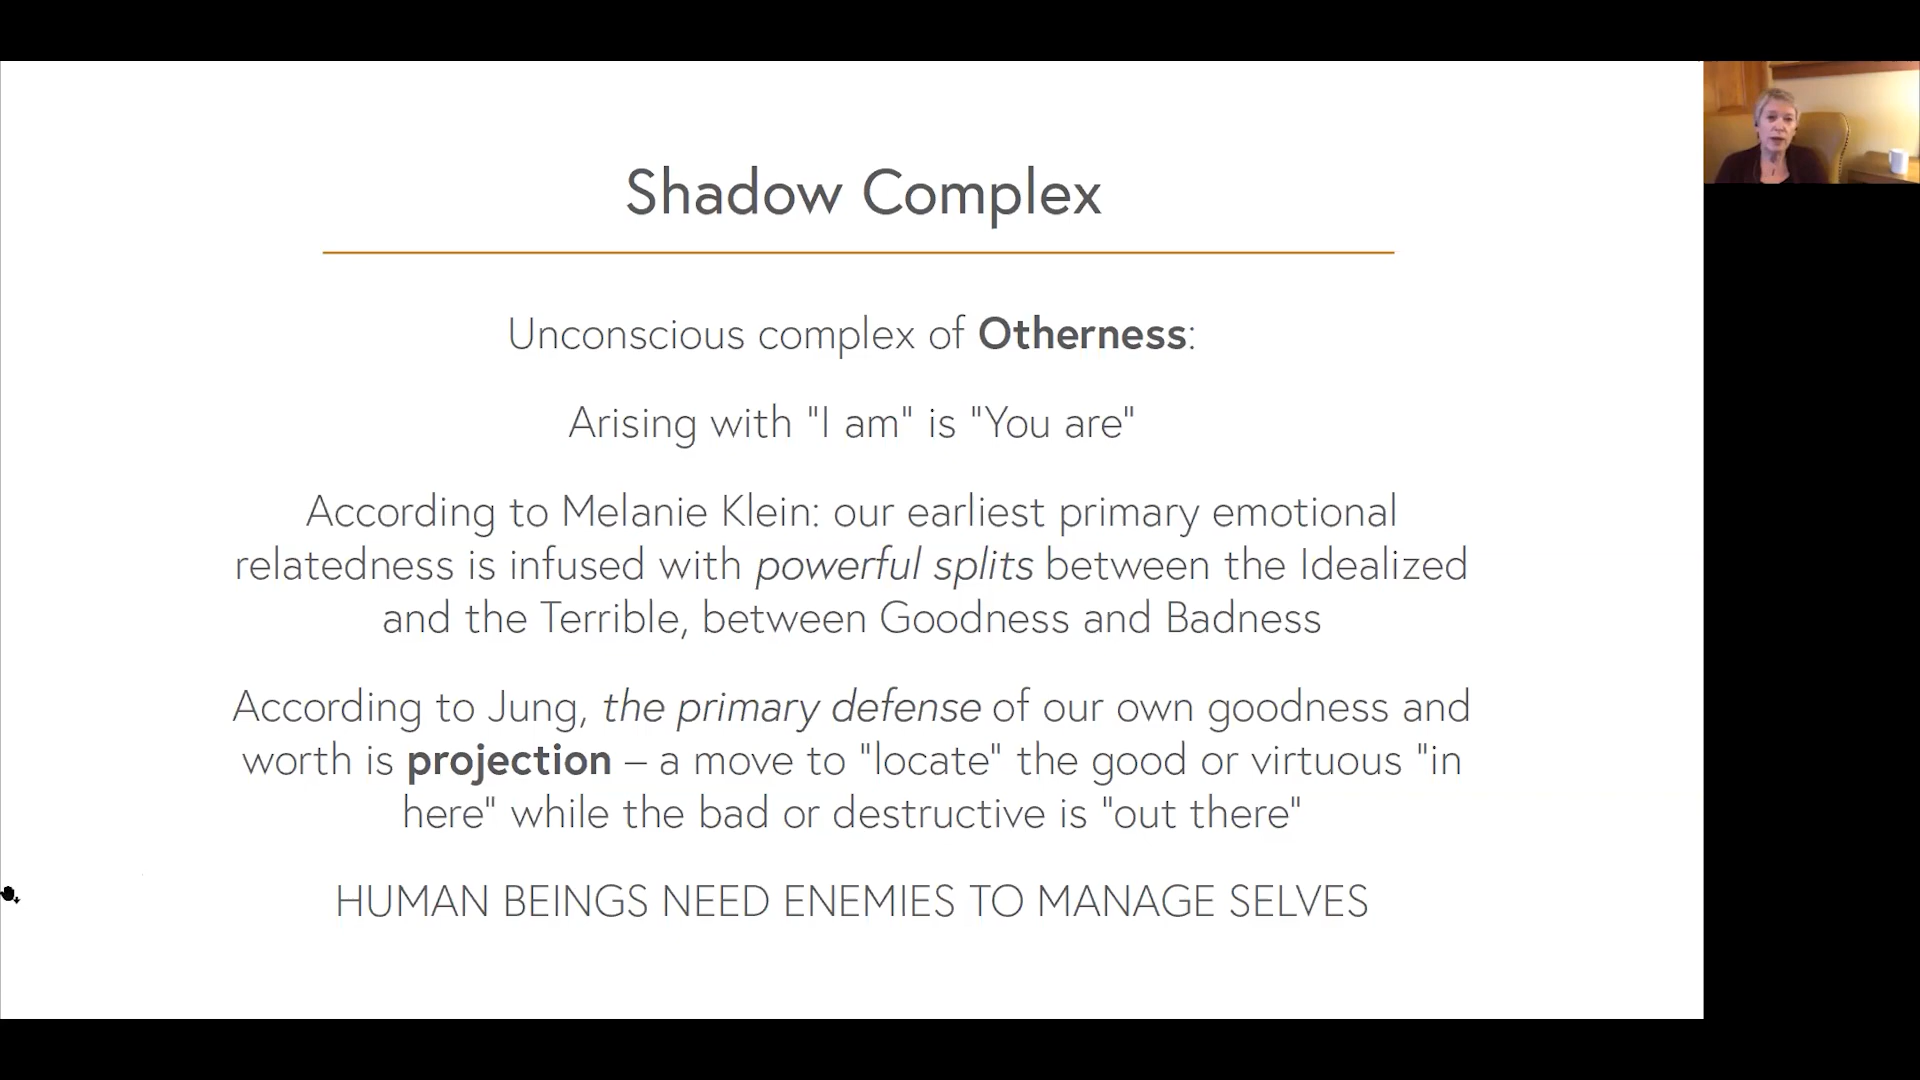 Shadow Complex
Unconscious complex of Otherness:
Arising with "I am" is "You are"
According to Melanie Klein: our earliest primary emotional
relatedness is infused with powerful splits between the Idealized
and the Terrible, between Goodness and Badness
According to Jung, the primary defense of our own goodness and
worth is projection – a move to "locate" the good or virtuous "in
here" while the bad or destructive is "out there"
HUMAN BEINGS NEED ENEMIES TO MANAGE SELVES